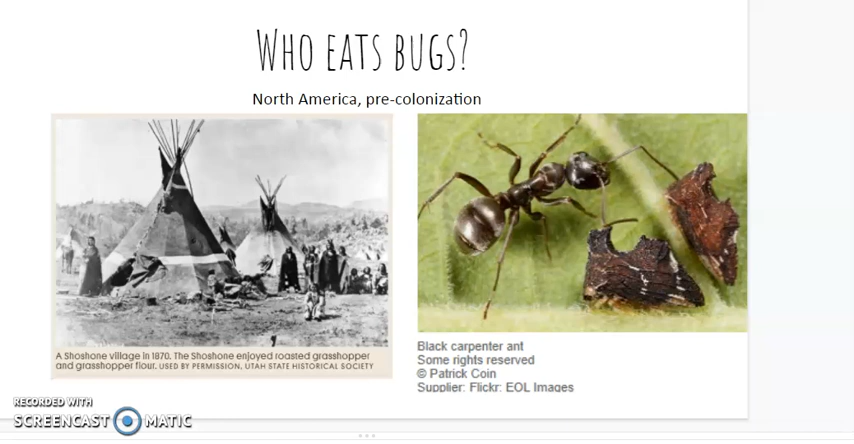 WHO EATS BUGS?
North America, pre-colonization
A Shoshone village in 1870. The Shoshone enjoyed roasted grasshopper
and grasshopper flour. USED BY PERMISSION, UTAH STATE HISTORICAL SOCIETY
Black carpenter ant
Some rights reserved
© Patrick Coin
Supplier: Flickr: EOL Images
RECORDED WITH
SCREENCAST MATIC